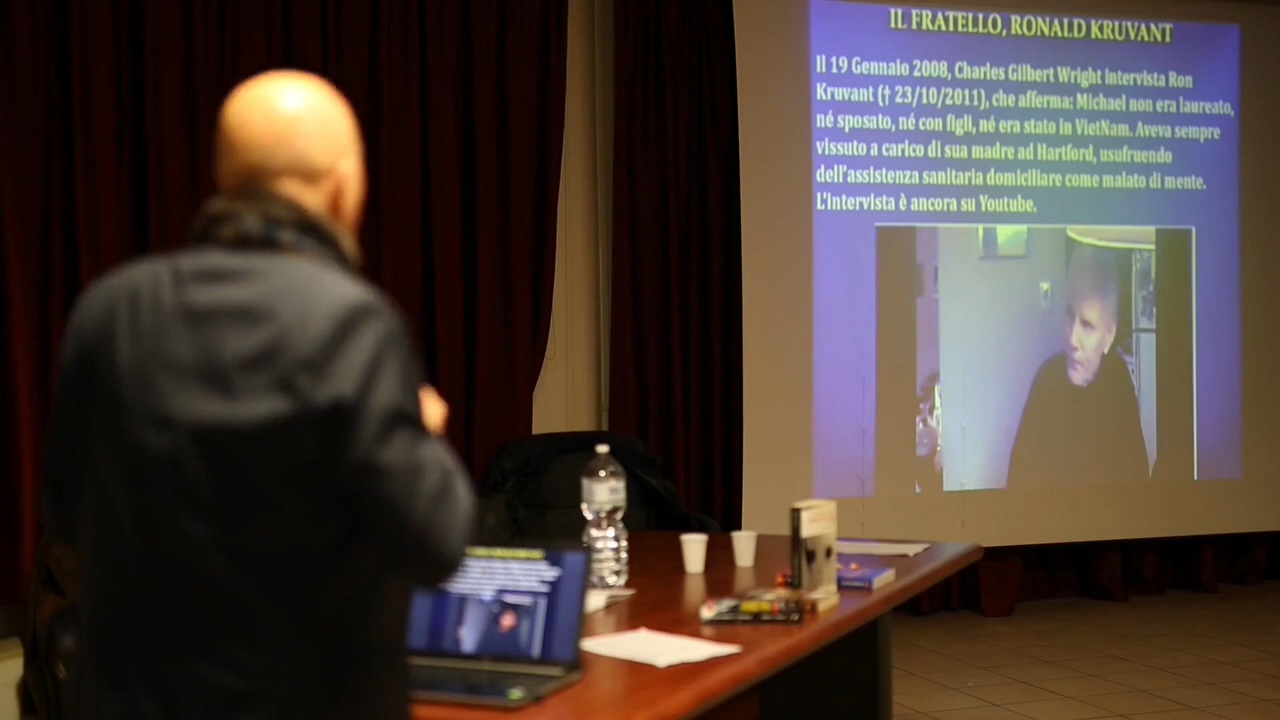 IL FRATELLO, RONALD KRUVANT
Il 19 Gennaio 2008, Charles Gilbert Wright intervista Ron
Kruvant († 23/10/2011), che afferma: Michael non era laureato,
né sposato, né con figli, né era stato in VietNam. Aveva sempre
vissuto a carico di sua madre ad Hartford, usufruendo
dell'assistenza sanitaria domiciliare come malato di mente.
L'intervista è ancora su Youtube.